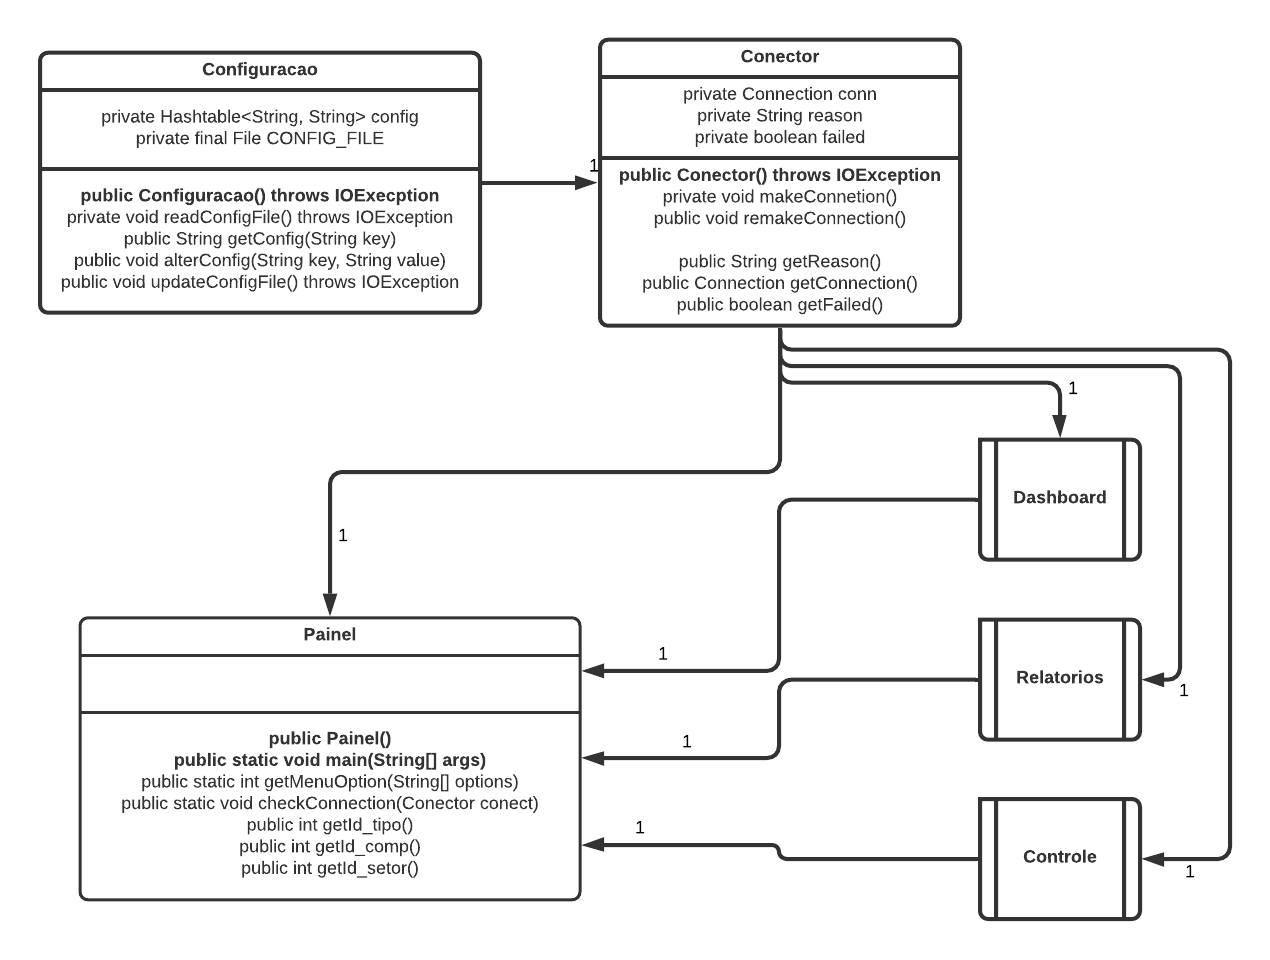 Configuracao
private Hashtable<String, String> config
private final File CONFIG_FILE
public Configuracao() throws IOExecption
private void readConfigFile() throws IOException
public String getConfig(String key)
public void alterConfig(String key, String value)
public void updateConfigFile() throws IOException
1
Conector
private Connection conn
private String reason
private boolean failed
public Conector() throws IOException
private void makeConnetion()
public void remakeConnection()
public String getReason()
public Connection getConnection()
public boolean getFailed()
1
Dashboard
1
Painel
public Painel()
public static void main(String[] args)
public static int getMenuOption(String[] options)
public static void checkConnection(Conector conect)
public int getId_tipo()
public int getId_comp()
public int getId_setor()
1
1
1
Relatorios
1
Controle
1